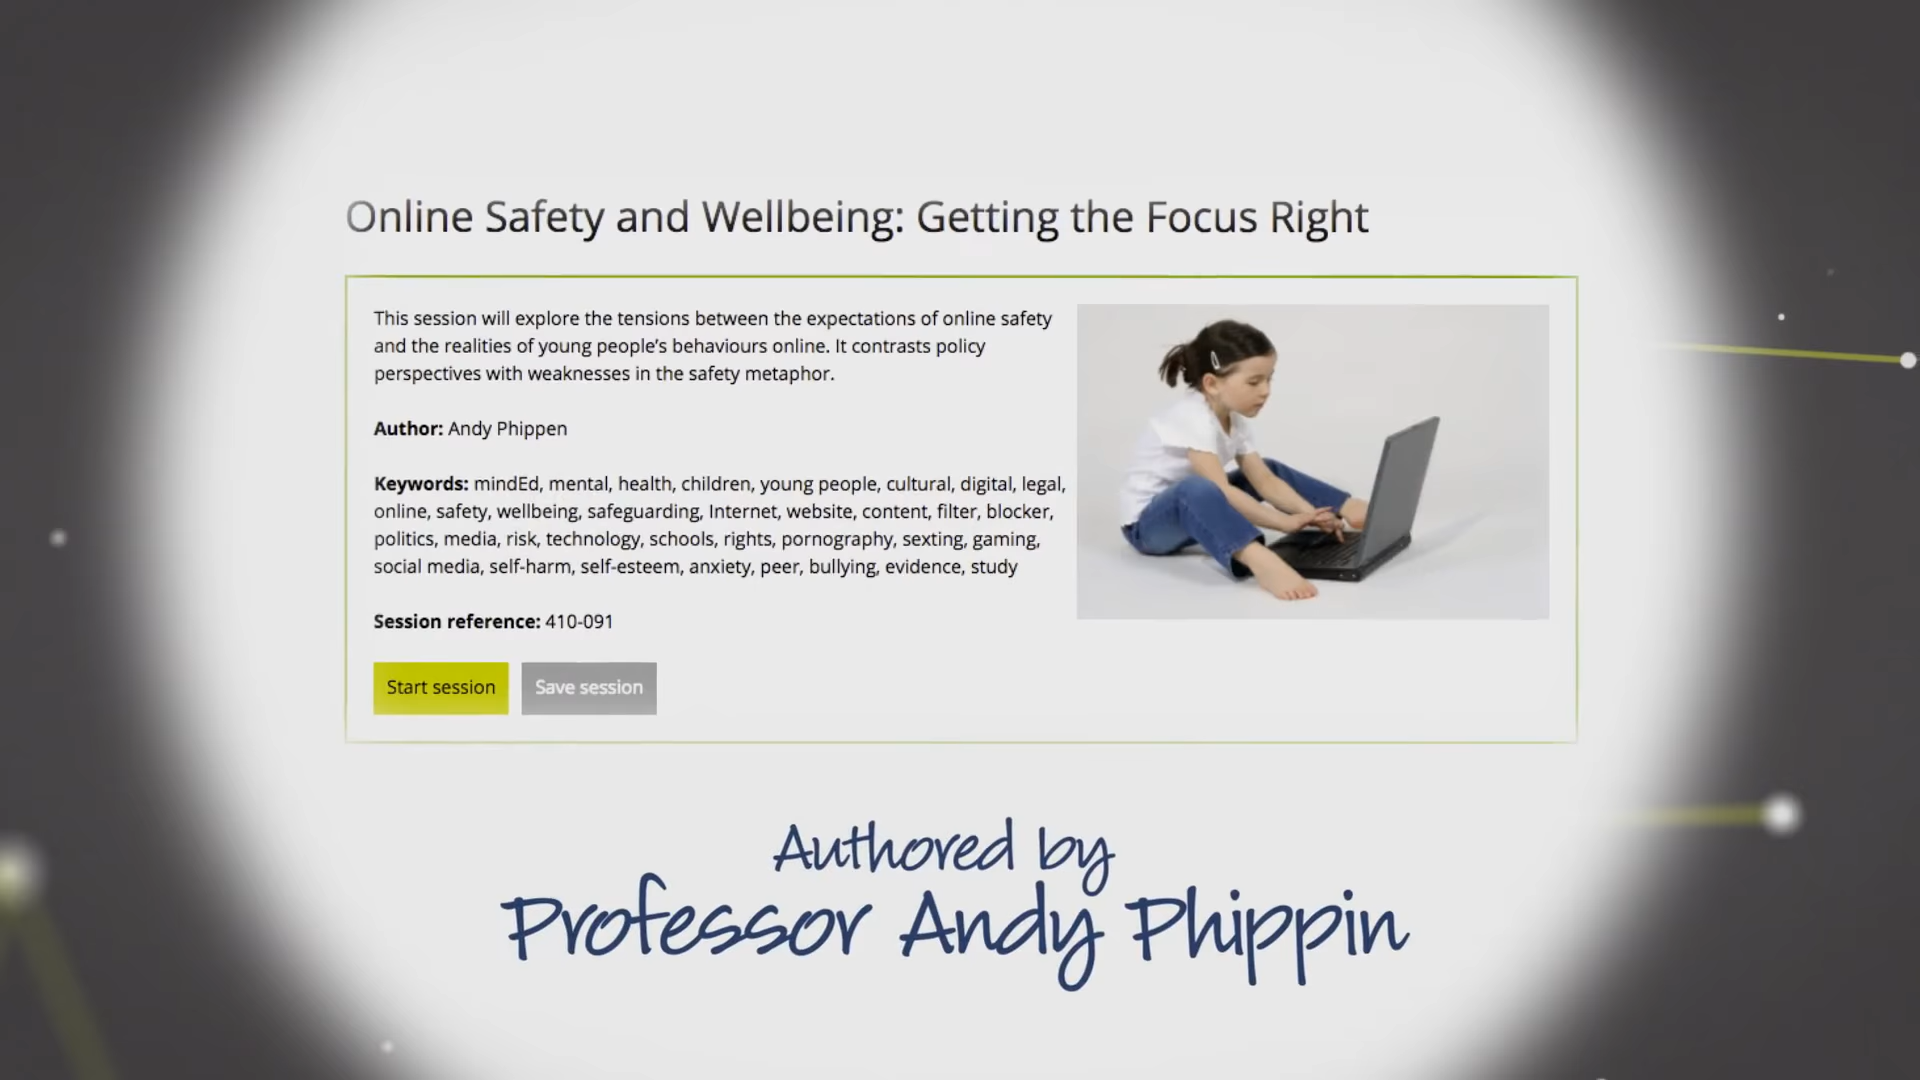 Online Safety and Wellbeing: Getting the Focus Right
This session will explore the tensions between the expectations of online safety
and the realities of young people's behaviours online. It contrasts policy
perspectives with weaknesses in the safety metaphor.
Author: Andy Phippen
Keywords: mindEd, mental, health, children, young people, cultural, digital, legal,
online, safety, wellbeing, safeguarding, Internet, website, content, filter, blocker,
politics, media, risk, technology, schools, rights, pornography, sexting, gaming,
social media, self-harm, self-esteem, anxiety, peer, bullying, evidence, study
Session reference: 410-091
Start session Save session
Authored by
Professor Andy Phippin